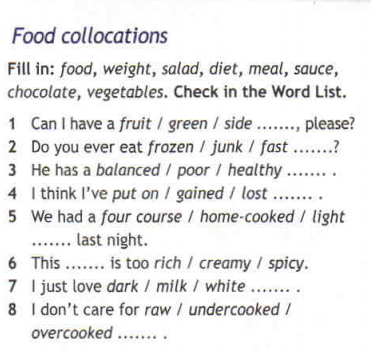 Food collocations
Fill in: food, weight, salad, diet, meal, sauce,
chocolate, vegetables. Check in the Word List.
1 Can I have a fruit / green / side ......., please?
2 Do you ever eat frozen / junk / fast .......?
3 He has a balanced / poor / healthy ....... .
4 I think I've put on / gained / lost ....... .
5 We had a four course / home-cooked / light
....... last night.
6 This ....... is too rich / creamy / spicy.
7 I just love dark / milk / white ....... .
8 I don't care for raw / undercooked /
overcooked ....... .